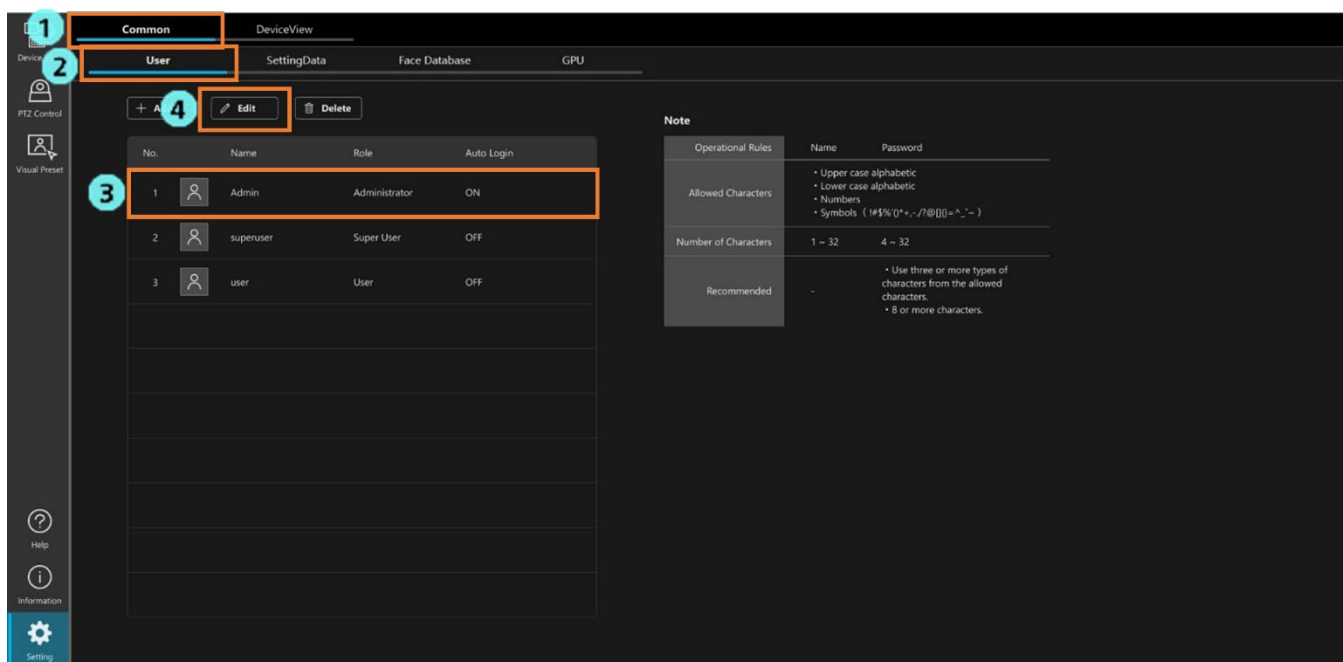 1
Common
DeviceView
Device
2
User
SettingData
Face Database
GPU
PTZ Control
+ A
4
Edit
Delete
Note
Visual Preset
No.
Name
Role
Auto Login
3
1
Admin
Administrator
ON
2
superuser
Super User
OFF
3
user
User
OFF
Operational Rules
Name
Password
Allowed Characters
・Upper case alphabetic
・Lower case alphabetic
・Numbers
・Symbols
Number of Characters
1 ~ 32
4 ~ 32
Recommended
-
・Use three or more types of
characters from the allowed
characters.
・8 or more characters.
Help
Information
Setting